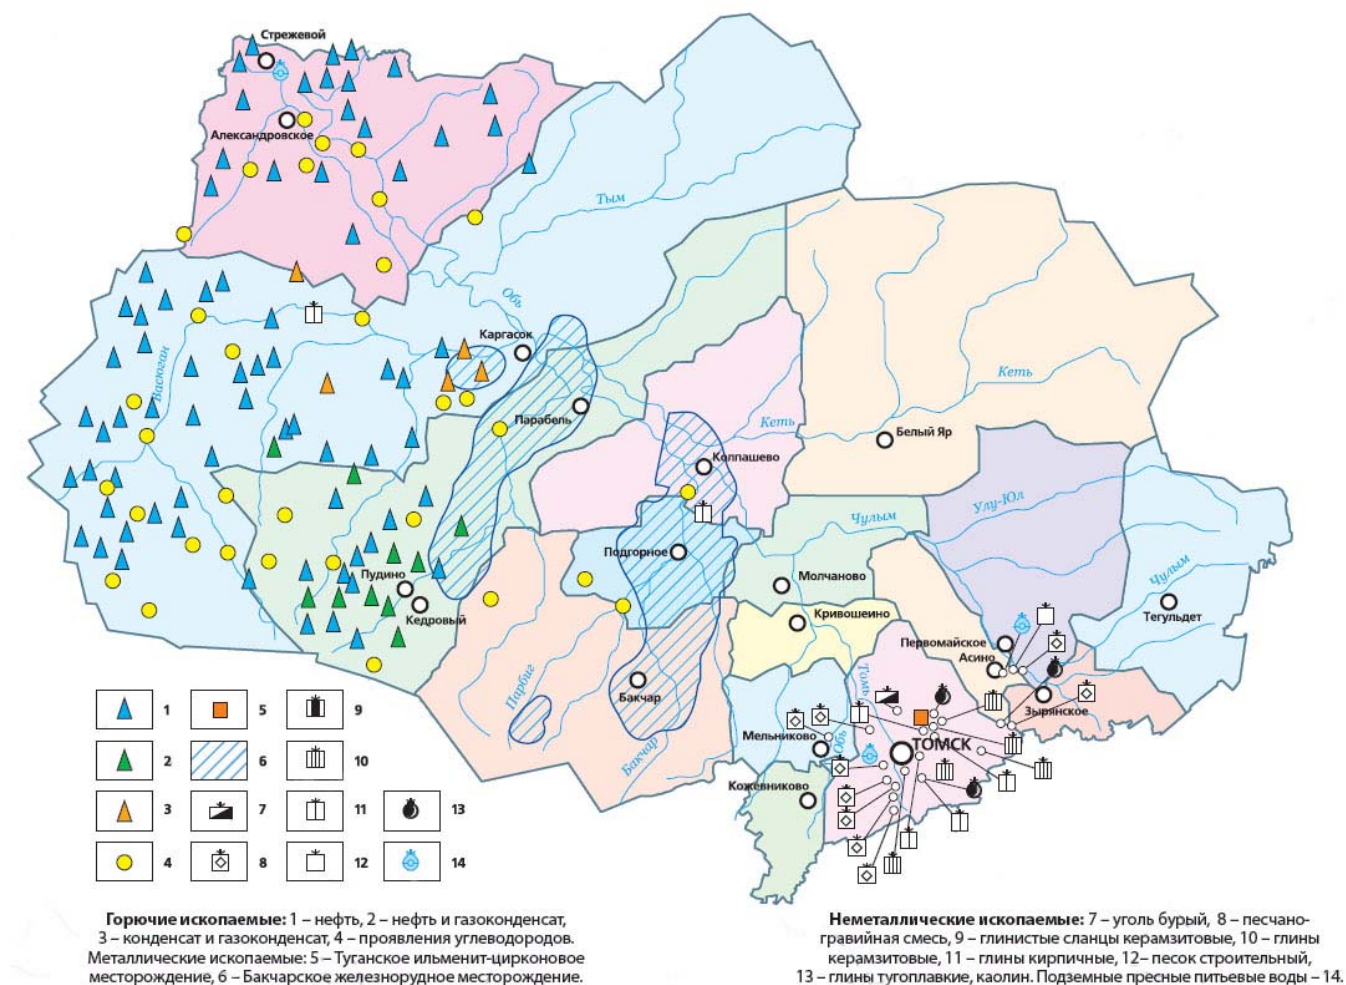 Стрежевой
Александровское
Тым
Обь
Каргасок
Васюган
Кеть
Парабель
Кеть
Белый Яр
Колпашево
Улу-Юл
Чулым
Подгорное
Чулым
Пудино
Молчаново
Тегульдет
Кедровый
Кривошеино
Первомайское
Асино
Парбиг
Томь
Бакчар
Зырянское
Мельниково
Обь
ТОМСК
Бакчар
Кожевниково
1 5 9
2 6 10
3 7 11 13
4 8 12 14
Горючие ископаемые: 1 – нефть, 2 – нефть и газоконденсат,
3 – конденсат и газоконденсат, 4 – проявления углеводородов.
Металлические ископаемые: 5 – Туганское ильменит-цирконовое
месторождение, 6 – Бакчарское железнорудное месторождение.
Неметаллические ископаемые: 7 – уголь бурый, 8 – песчано-
гравийная смесь, 9 – глинистые сланцы керамзитовые, 10 – глины
керамзитовые, 11 – глины кирпичные, 12– песок строительный,
13 – глины тугоплавкие, каолин. Подземные пресные питьевые воды – 14.